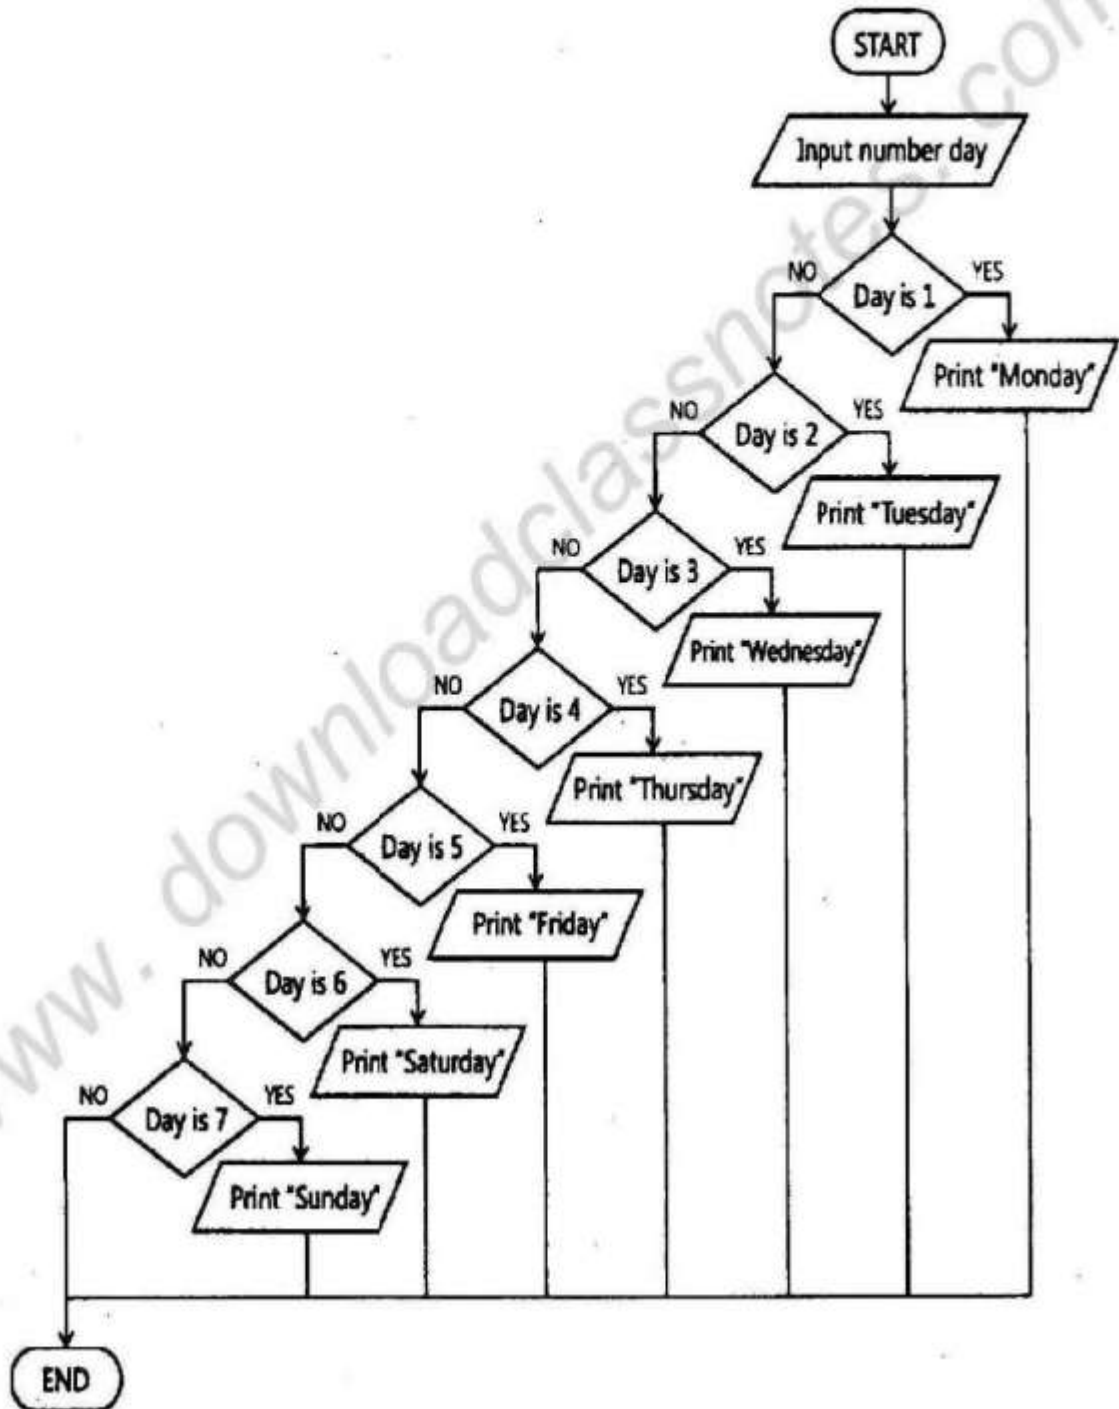 START
Input number day
NO
YES
Day is 1
Print "Monday"
NO
YES
Day is 2
Print "Tuesday"
NO
YES
Day is 3
Print "Wednesday"
NO
YES
Day is 4
Print "Thursday"
NO
YES
Day is 5
Print "Friday"
NO
YES
Day is 6
Print "Saturday"
NO
YES
Day is 7
Print "Sunday"
END
ww. downloadclassnotes.com